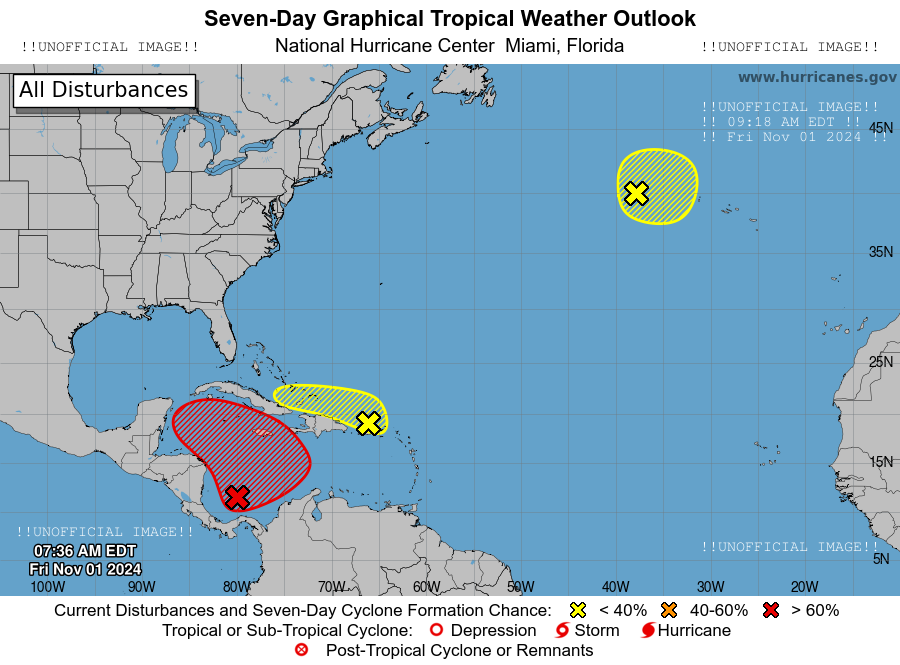 Seven-Day Graphical Tropical Weather Outlook
!!UNOFFICIAL IMAGE!! National Hurricane Center  Miami, Florida !!UNOFFICIAL IMAGE!!
All Disturbances
www.hurricanes.gov
!!UNOFFICIAL IMAGE!!
!! 09:18 AM EDT !!
!! Fri Nov 01 2024 !!
45N
35N
25N
15N
5N
!!UNOFFICIAL IMAGE!!
07:36 AM EDT
Fri Nov 01 2024
!!UNOFFICIAL IMAGE!!
100W 90W 80W 70W 60W 50W 40W 30W 20W
Current Disturbances and Seven-Day Cyclone Formation Chance: < 40% 40-60% > 60%
Tropical or Sub-Tropical Cyclone: Depression Storm Hurricane
Post-Tropical Cyclone or Remnants